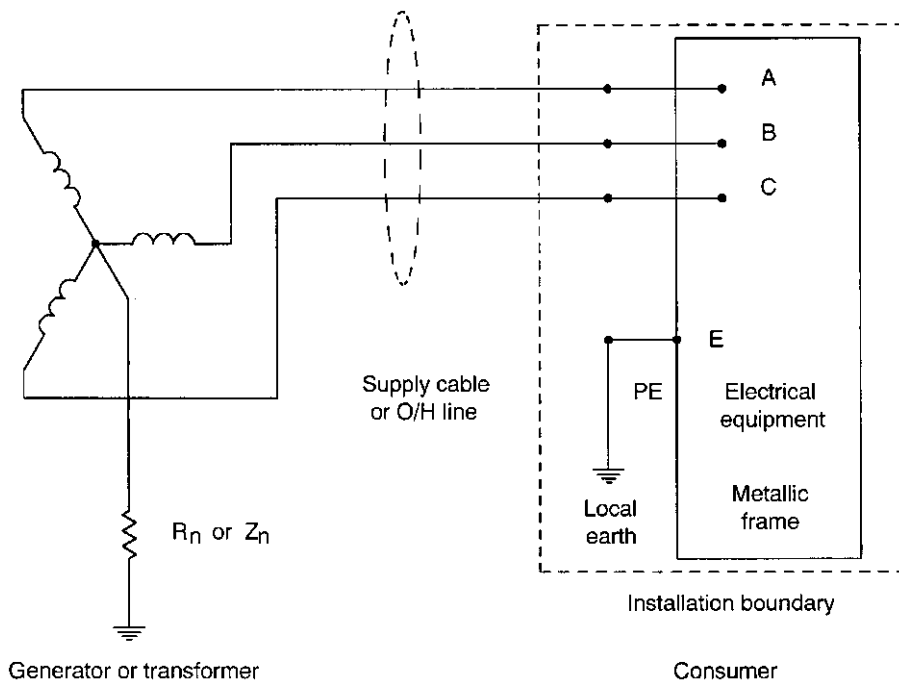 A
B
C
E
PE
Supply cable
or O/H line
Electrical
equipment
Metallic
frame
Local
earth
Rn or Zn
Installation boundary
Generator or transformer
Consumer